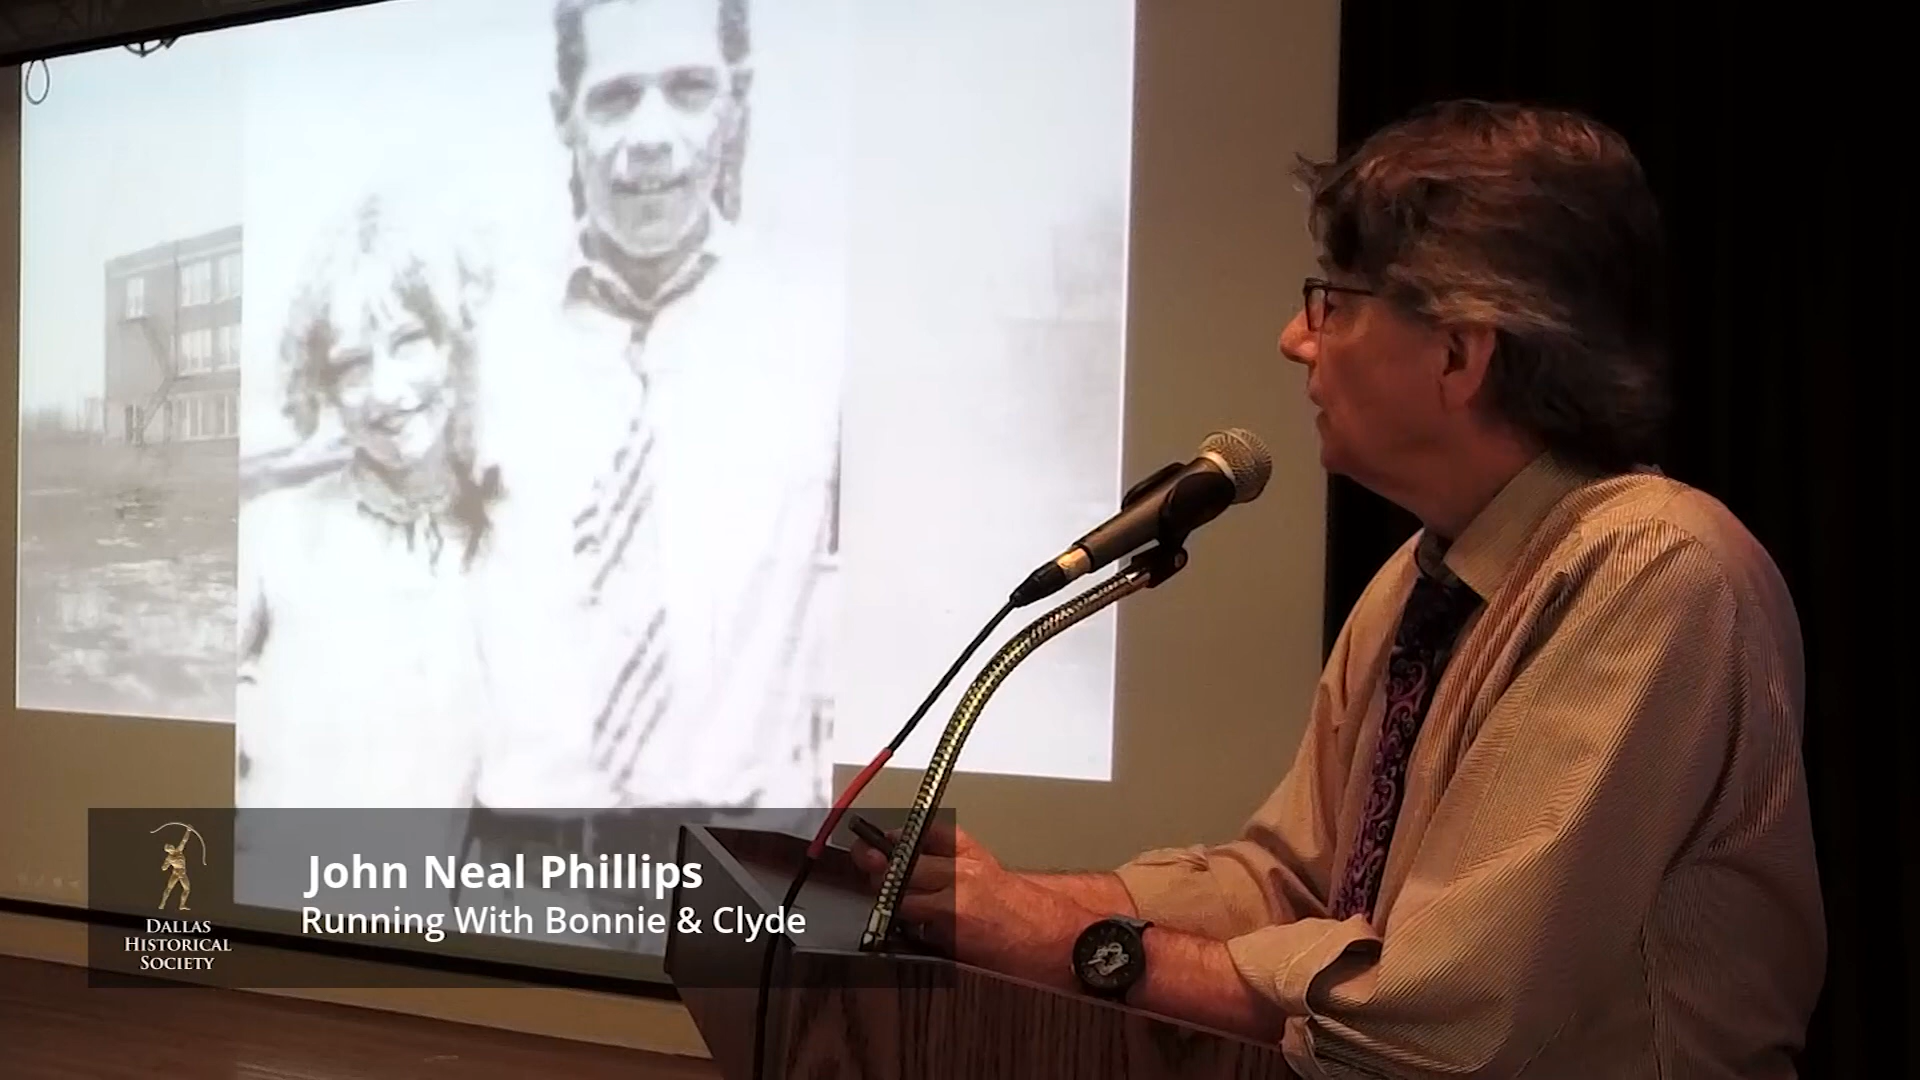 John Neal Phillips
Running With Bonnie & Clyde
DALLAS
HISTORICAL
SOCIETY